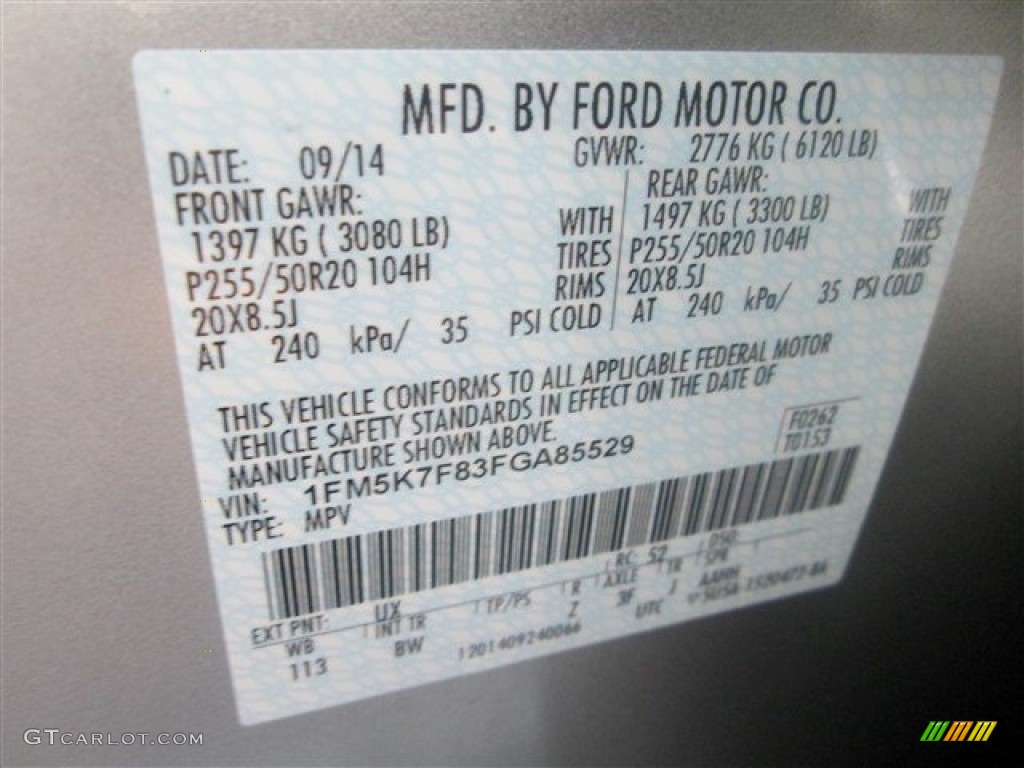 MFD. BY FORD MOTOR CO.
DATE: 09/14 GVWR: 2776 KG ( 6120 LB)
FRONT GAWR: REAR GAWR:
1397 KG ( 3080 LB) WITH 1497 KG ( 3300 LB) WITH
P255/50R20 104H TIRES P255/50R20 104H TIRES
20X8.5J RIMS 20X8.5J RIMS
AT 240 kPa/ 35 PSI COLD AT 240 kPa/ 35 PSI COLD
THIS VEHICLE CONFORMS TO ALL APPLICABLE FEDERAL MOTOR
VEHICLE SAFETY STANDARDS IN EFFECT ON THE DATE OF
MANUFACTURE SHOWN ABOVE.
F0262
T0153
VIN: 1FM5K7F83FGA85529
TYPE: MPV
EXT PNT: UX RC: 52 DSO
WB INT TR TP/PS R AXLE TR SPR
113 BW Z 3F J AAHH
1201409240066 UTC
GTCARLOT.COM